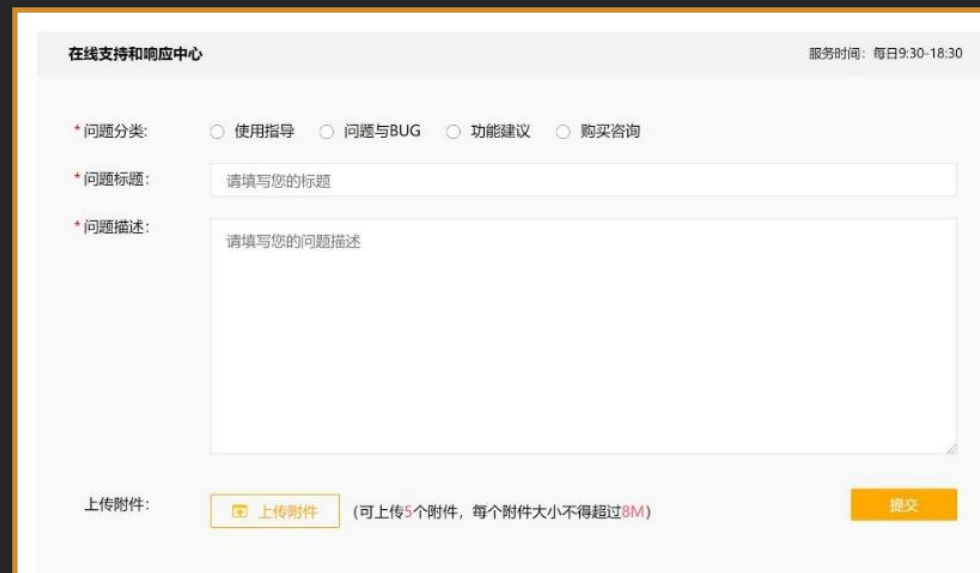 在线支持和响应中心 服务时间：每日9:30-18:30
*问题分类: 使用指导 问题与BUG 功能建议 购买咨询
*问题标题： 请填写您的标题
*问题描述： 请填写您的问题描述
上传附件： 上传附件 (可上传5个附件，每个附件大小不得超过8M) 提交